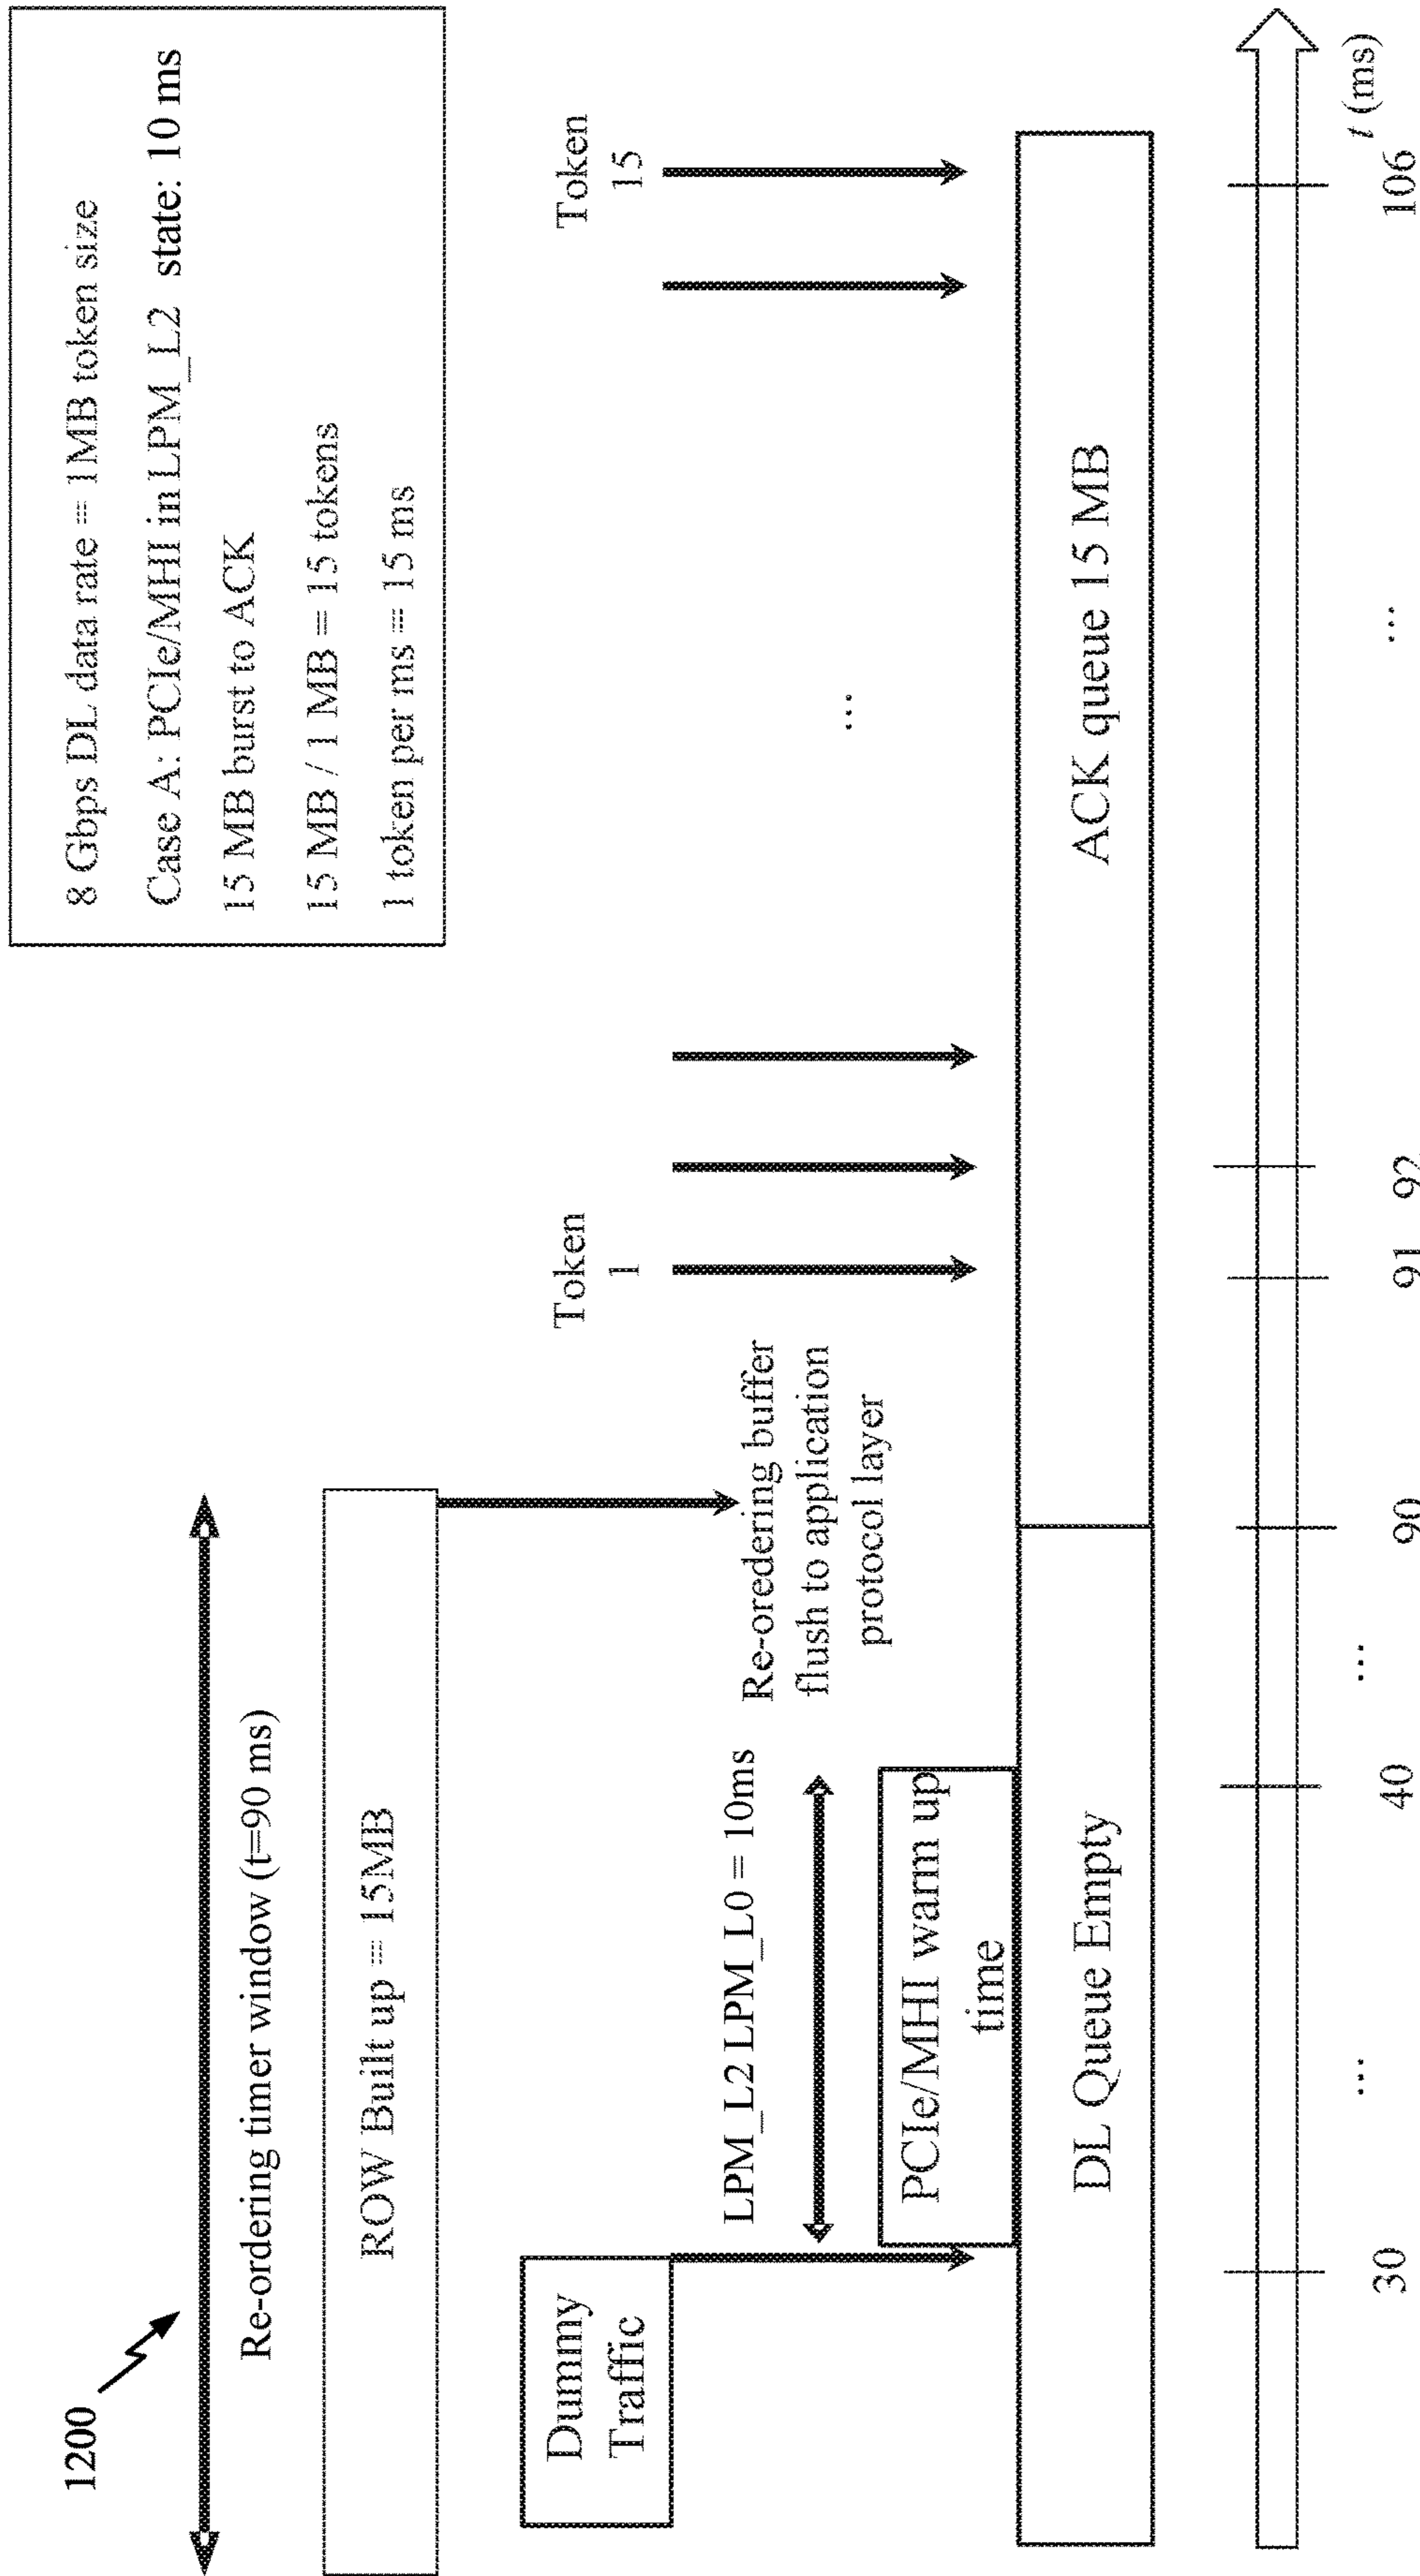 1200
Re-ordering timer window (t=90 ms)
ROW Built up = 15MB
8 Gbps DL data rate = 1MB token size
Case A: PCIe/MHI in LPM_L2 state: 10 ms
15 MB burst to ACK
15 MB / 1 MB = 15 tokens
1 token per ms = 15 ms
Dummy
Traffic
LPM_L2 LPM_L0 = 10ms
PCIe/MHI warm up
time
Re-oredering buffer
flush to application
protocol layer
Token
1
...
Token
15
DL Queue Empty
ACK queue 15 MB
30
...
40
...
90
91
92
...
106
t (ms)